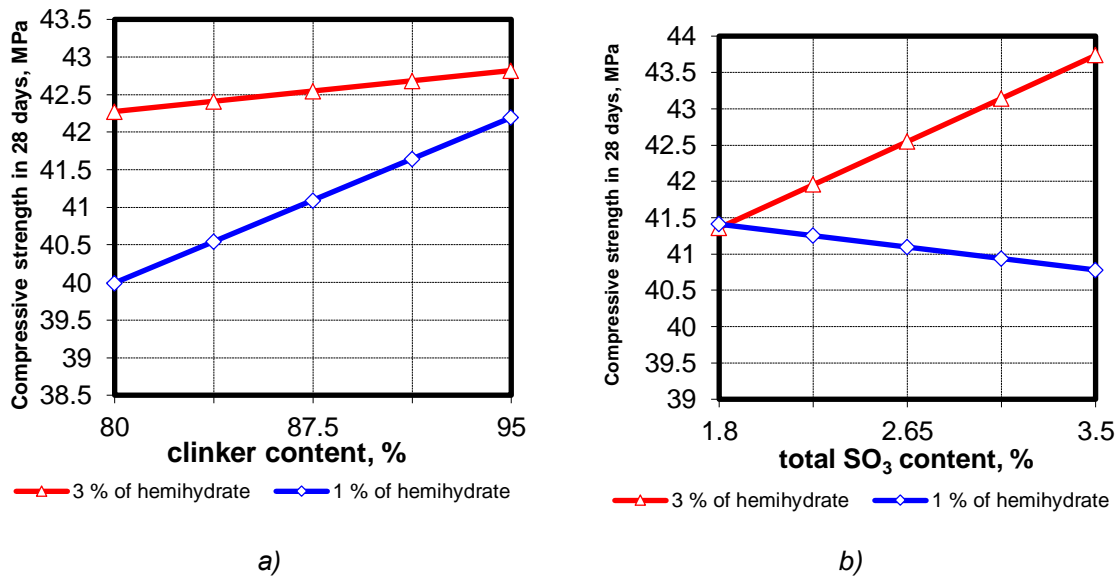 Compressive strength in 28 days, MPa
43.5
43
42.5
42
41.5
41
40.5
40
39.5
39
38.5
80
87.5
95
clinker content, %
3 % of hemihydrate
1 % of hemihydrate
a)
Compressive strength in 28 days, MPa
44
43.5
43
42.5
42
41.5
41
40.5
40
39.5
39
1.8
2.65
3.5
total SO₃ content, %
3 % of hemihydrate
1 % of hemihydrate
b)